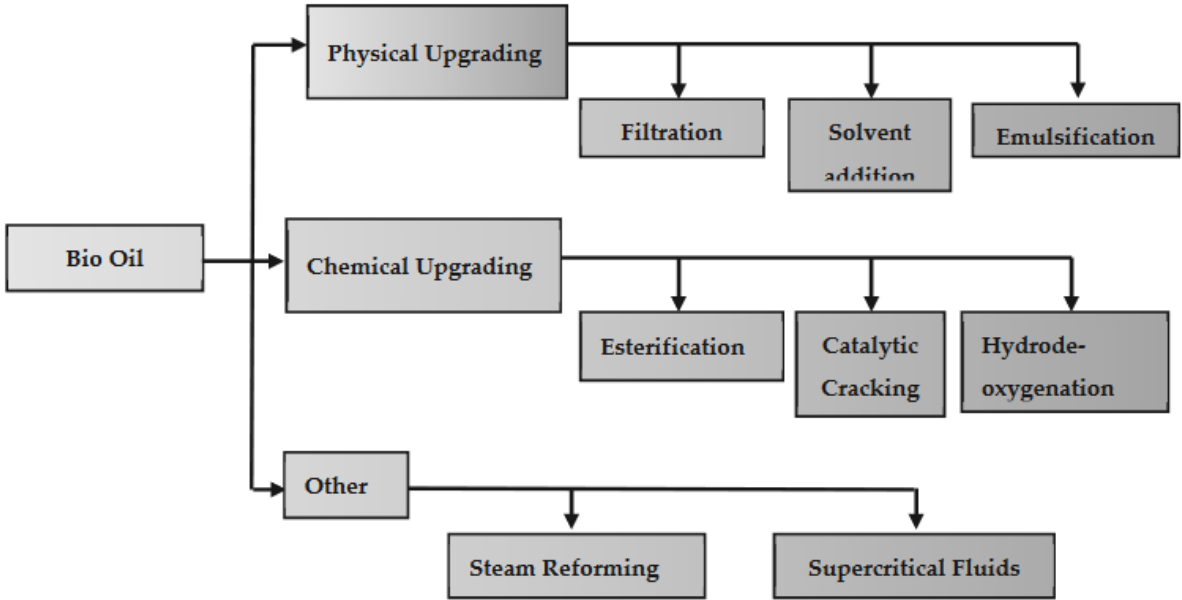 Physical Upgrading
Filtration
Solvent
addition
Emulsification
Bio Oil
Chemical Upgrading
Esterification
Catalytic
Cracking
Hydrode-
oxygenation
Other
Steam Reforming
Supercritical Fluids